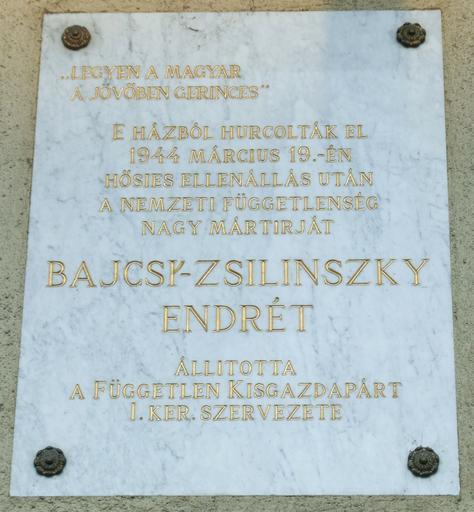 „LEGYEN A MAGYAR
A JÖVŐBEN GERINCES”
E HÁZBÓL HURCOLTÁK EL
1944 MÁRCIUS 19.-ÉN
HŐSIES ELLENÁLLÁS UTÁN
A NEMZETI FÜGGETLENSÉG
NAGY MÁRTIRJÁT
BAJCSY-ZSILINSZKY
ENDRÉT
ÁLLITOTTA
A FÜGGETLEN KISGAZDAPÁRT
I. KER. SZERVEZETE